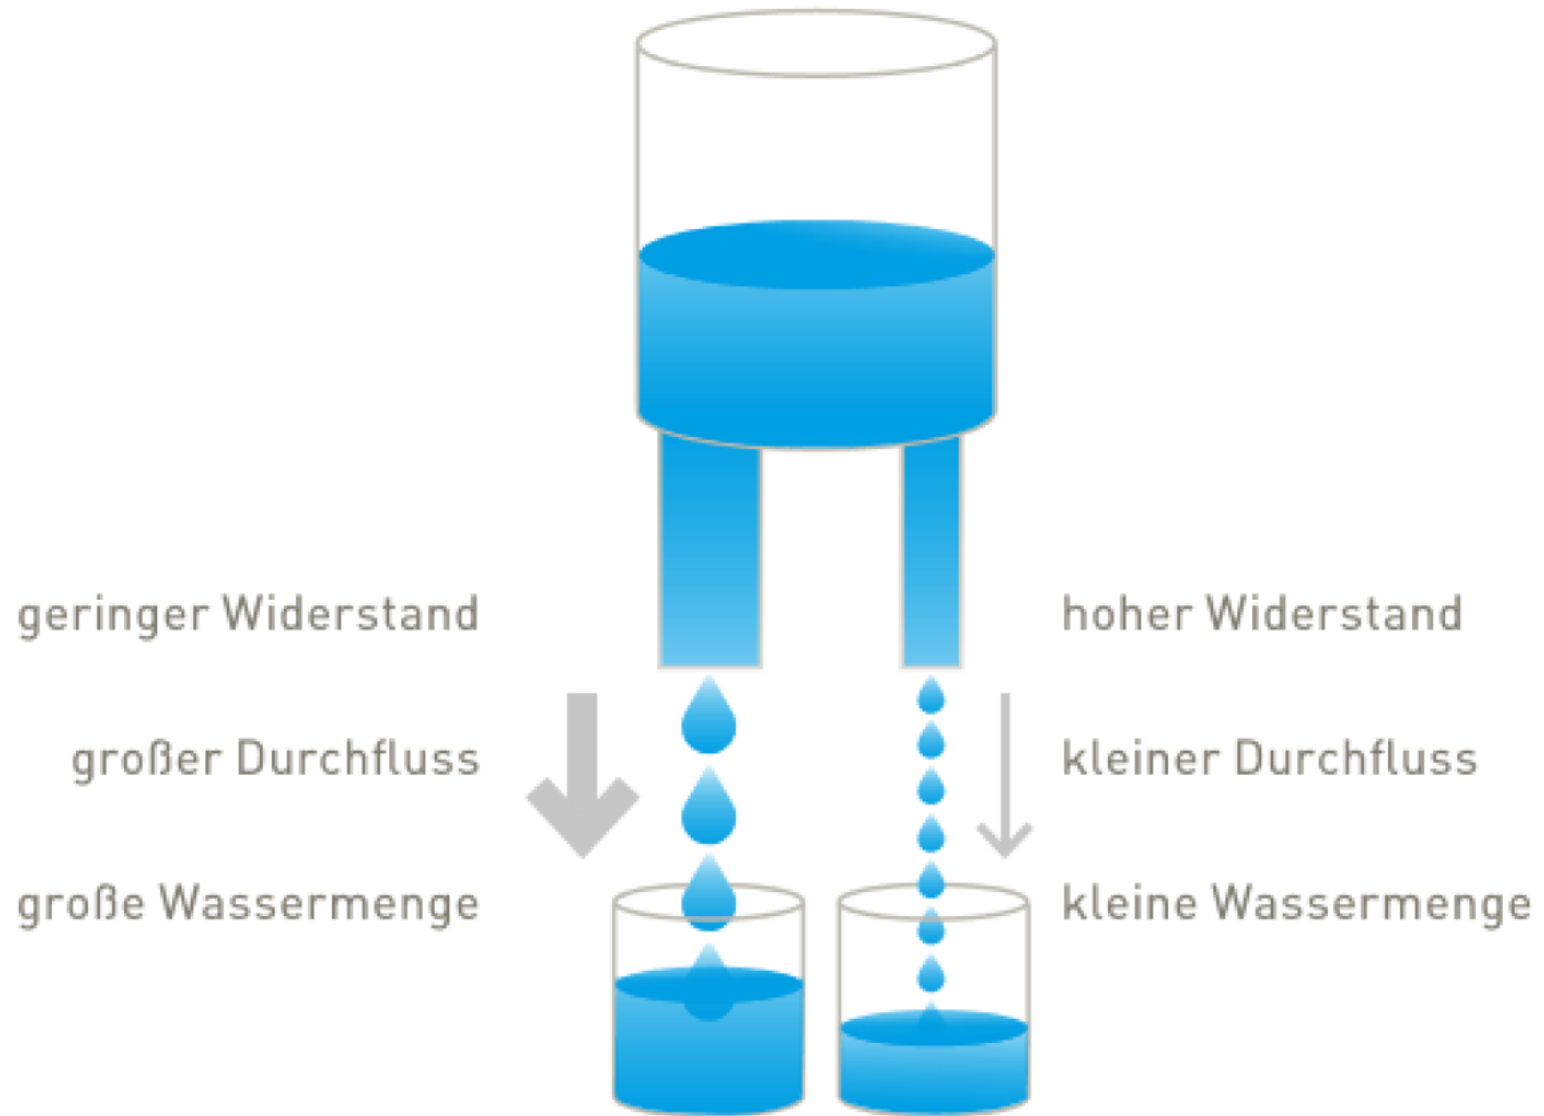 geringer Widerstand
großer Durchfluss
große Wassermenge
hoher Widerstand
kleiner Durchfluss
kleine Wassermenge